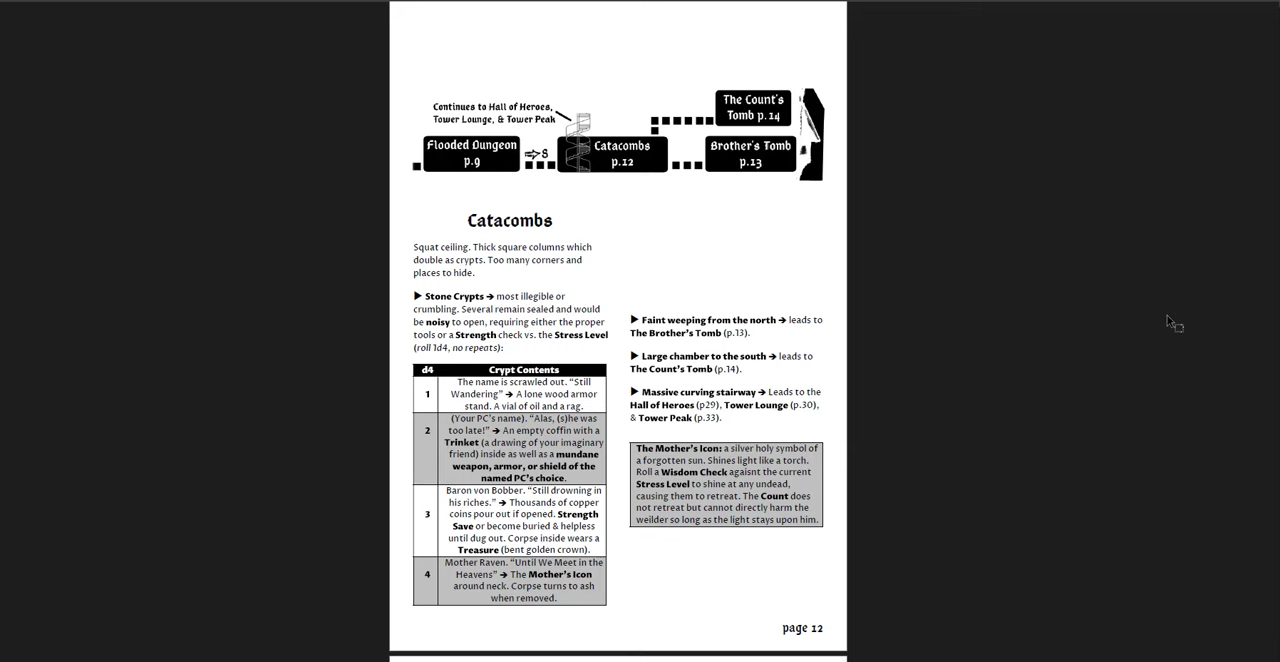 Continues to Hall of Heroes,
Tower Lounge, & Tower Peak
The Count's
Tomb p. 14
Flooded Dungeon
p.9
S
Catacombs
p.12
Brother's Tomb
p.13
Catacombs
Squat ceiling. Thick square columns which
double as crypts. Too many corners and
places to hide.
▶ Stone Crypts → most illegible or
crumbling. Several remain sealed and would
be noisy to open, requiring either the proper
tools or a Strength check vs. the Stress Level
(roll 1d4, no repeats):
d4 Crypt Contents
1
The name is scrawled out. “Still
Wandering” → A lone wood armor
stand. A vial of oil and a rag.
2
(Your PC's name). “Alas, (s)he was
too late!” → An empty coffin with a
Trinket (a drawing of your imaginary
friend) inside as well as a mundane
weapon, armor, or shield of the
named PC's choice.
3
Baron von Bobber. “Still drowning in
his riches.” → Thousands of copper
coins pour out if opened. Strength
Save or become buried & helpless
until dug out. Corpse inside wears a
Treasure (bent golden crown).
4
Mother Raven. “Until We Meet in the
Heavens” → The Mother's Icon
around neck. Corpse turns to ash
when removed.
▶ Faint weeping from the north → leads to
The Brother's Tomb (p.13).
▶ Large chamber to the south → leads to
The Count's Tomb (p.14).
▶ Massive curving stairway → Leads to the
Hall of Heroes (p29), Tower Lounge (p.30),
& Tower Peak (p.33).
The Mother's Icon: a silver holy symbol of
a forgotten sun. Shines light like a torch.
Roll a Wisdom Check agaisnt the current
Stress Level to shine at any undead,
causing them to retreat. The Count does
not retreat but cannot directly harm the
weilder so long as the light stays upon him.
page 12